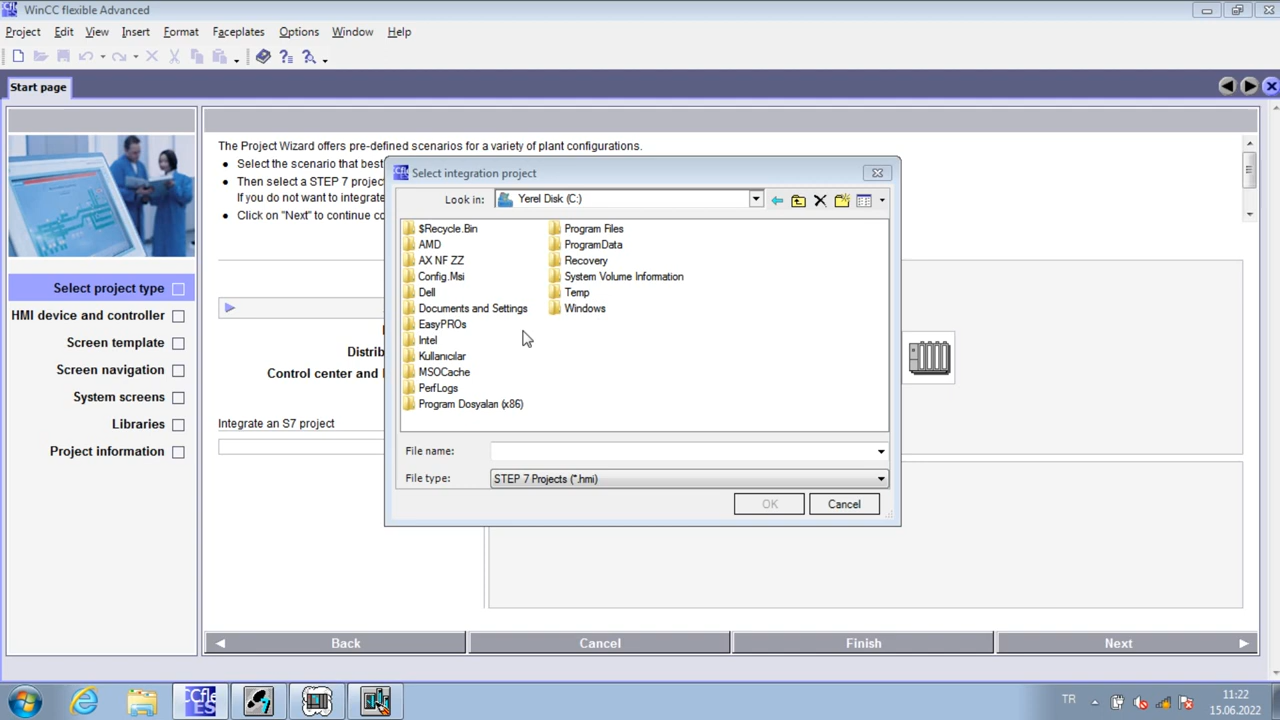 WinCC flexible Advanced
Project Edit View Insert Format Faceplates Options Window Help
Start page
The Project Wizard offers pre-defined scenarios for a variety of plant configurations.
Select the scenario that best
Then select a STEP 7 project
If you do not want to integrate
Click on "Next" to continue co
Select project type
HMI device and controller
Screen template
Screen navigation
System screens
Libraries
Project information
Distrib
Control center and
Integrate an S7 project
Select integration project
Look in: Yerel Disk (C:)
$Recycle.Bin
AMD
AX NF ZZ
Config.Msi
Dell
Documents and Settings
EasyPROs
Intel
Kullanıcılar
MSOCache
PerfLogs
Program Dosyaları (x86)
Program Files
ProgramData
Recovery
System Volume Information
Temp
Windows
File name:
File type: STEP 7 Projects (*.hmi)
OK Cancel
Back Cancel Finish Next
TR
11:22
15.06.2022